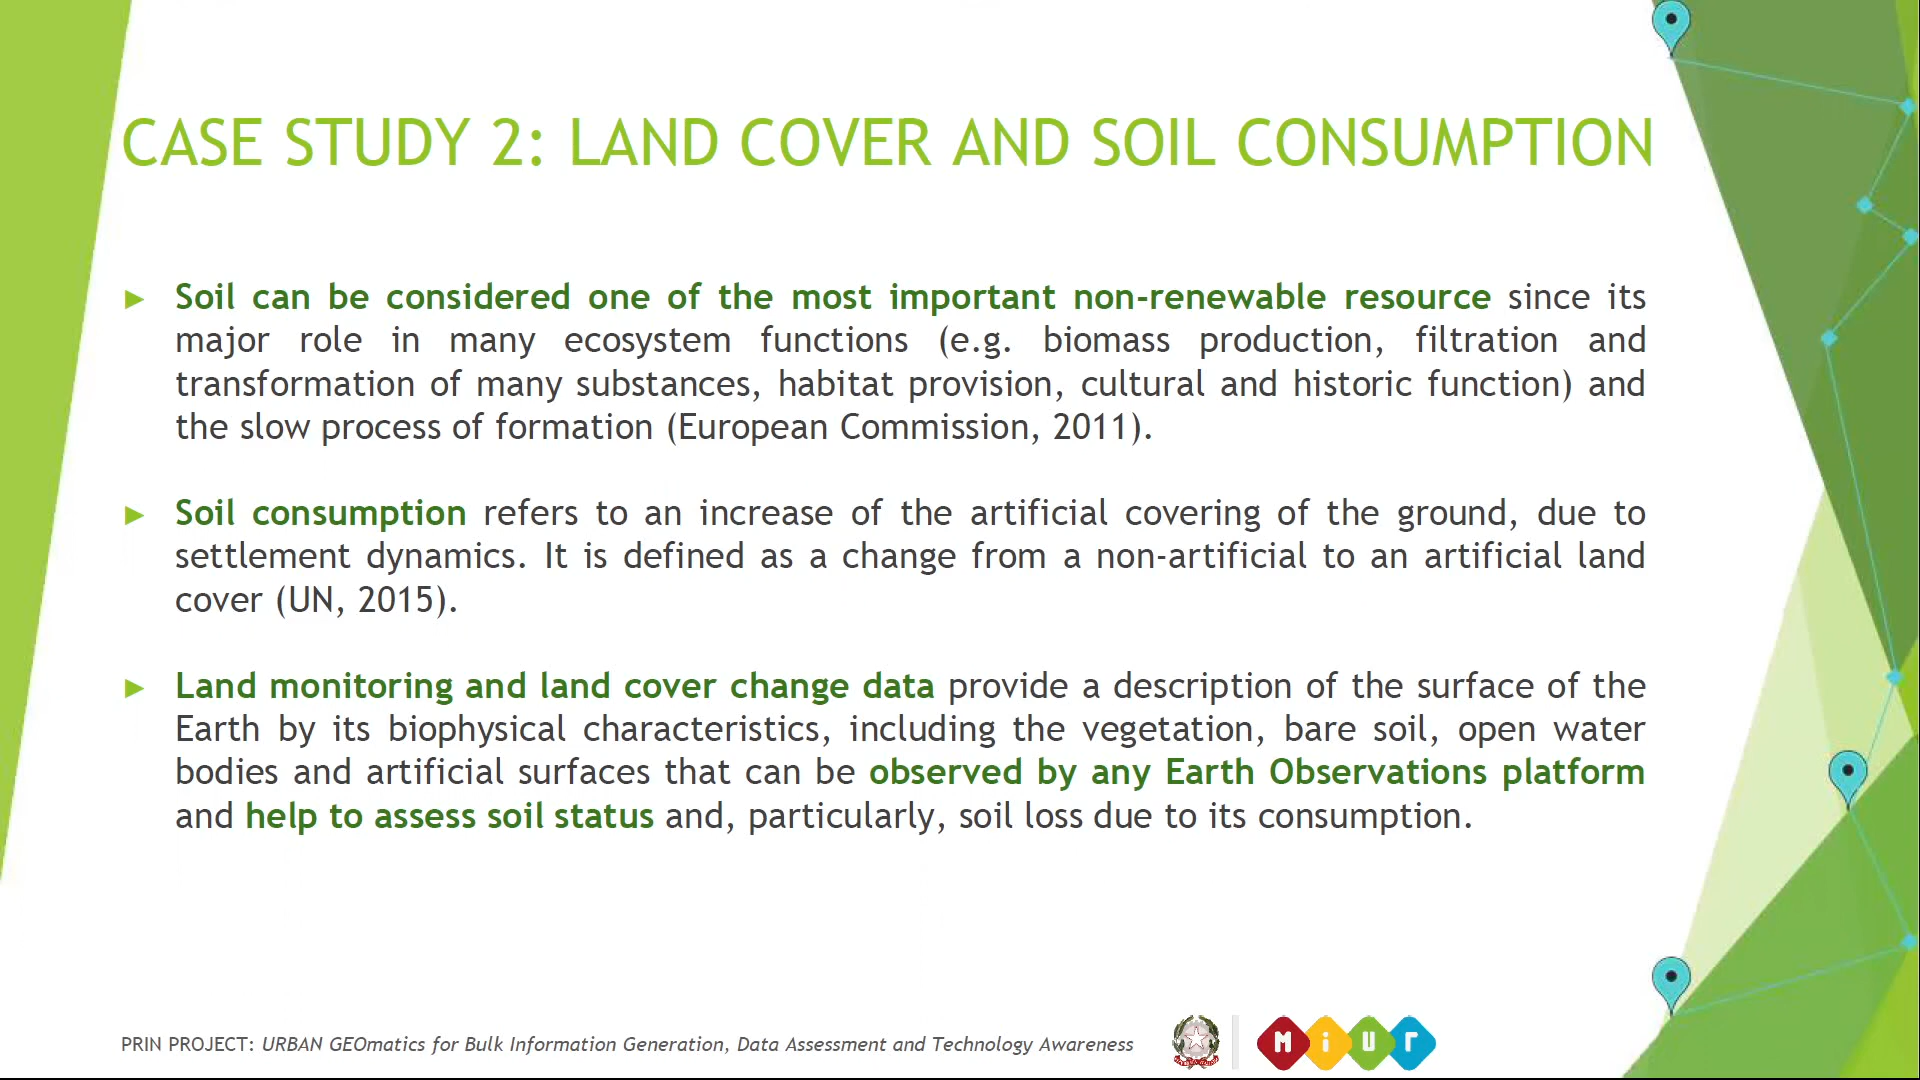 CASE STUDY 2: LAND COVER AND SOIL CONSUMPTION
Soil can be considered one of the most important non-renewable resource since its
major role in many ecosystem functions (e.g. biomass production, filtration and
transformation of many substances, habitat provision, cultural and historic function) and
the slow process of formation (European Commission, 2011).
Soil consumption refers to an increase of the artificial covering of the ground, due to
settlement dynamics. It is defined as a change from a non-artificial to an artificial land
cover (UN, 2015).
Land monitoring and land cover change data provide a description of the surface of the
Earth by its biophysical characteristics, including the vegetation, bare soil, open water
bodies and artificial surfaces that can be observed by any Earth Observations platform
and help to assess soil status and, particularly, soil loss due to its consumption.
PRIN PROJECT: URBAN GEOmatics for Bulk Information Generation, Data Assessment and Technology Awareness
MiUr